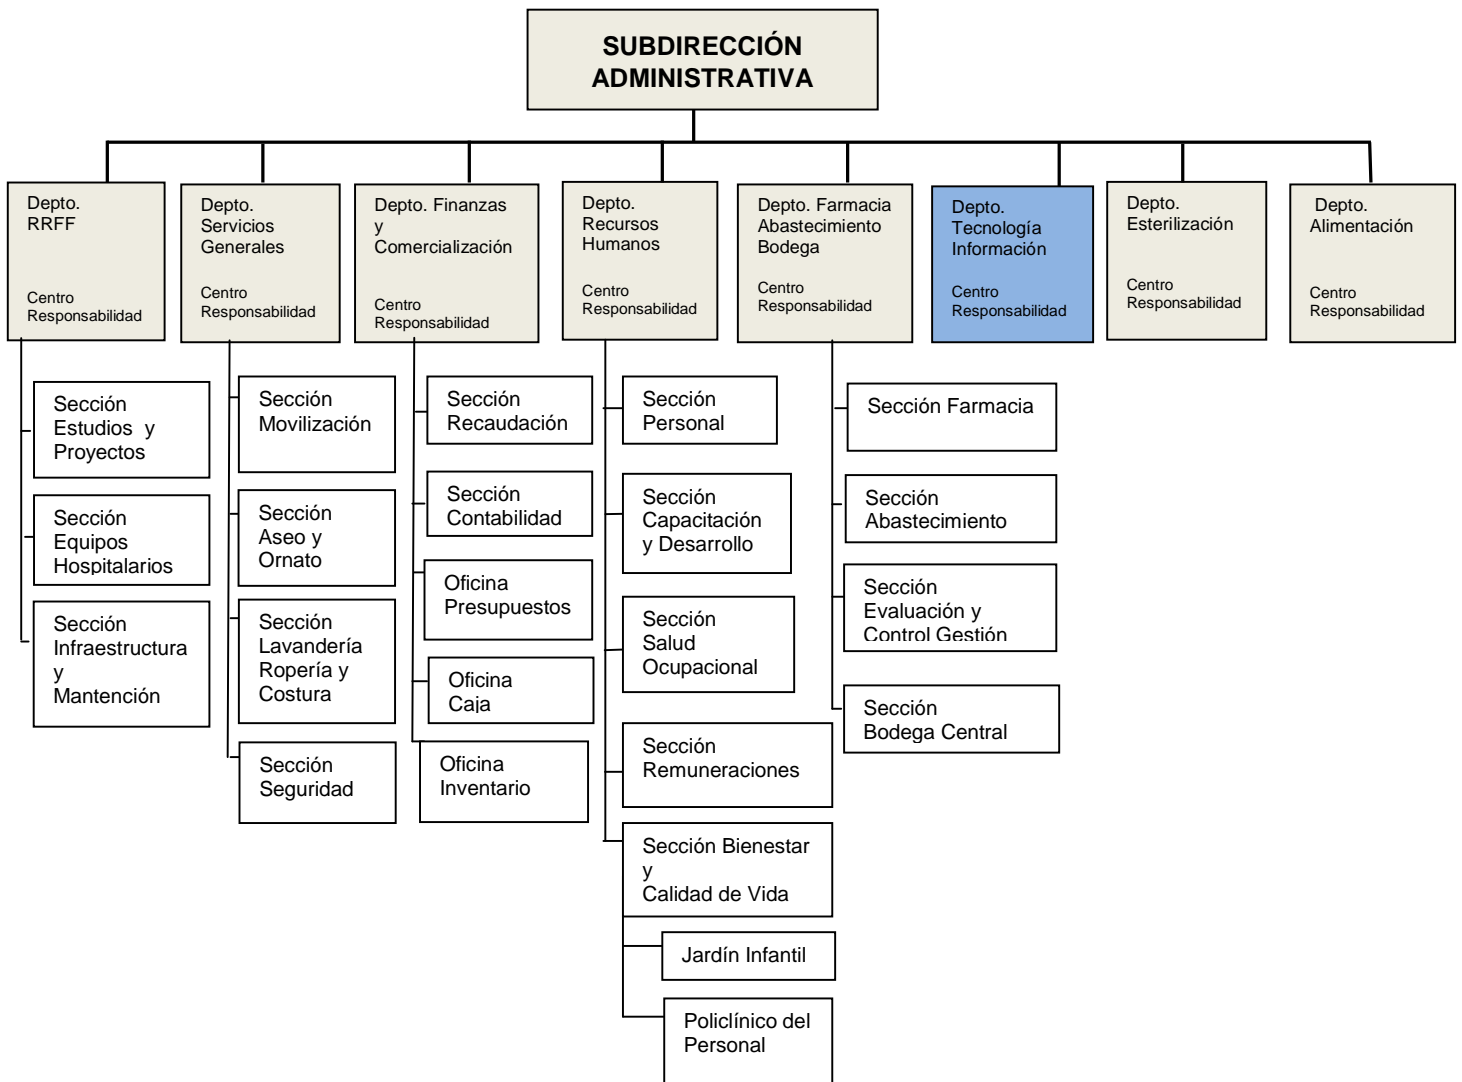 SUBDIRECCIÓN
ADMINISTRATIVA
Depto.
RRFF
Centro
Responsabilidad
Depto.
Servicios
Generales
Centro
Responsabilidad
Depto. Finanzas
y
Comercialización
Centro
Responsabilidad
Depto.
Recursos
Humanos
Centro
Responsabilidad
Depto. Farmacia
Abastecimiento
Bodega
Centro
Responsabilidad
Depto.
Tecnología
Información
Centro
Responsabilidad
Depto.
Esterilización
Centro
Responsabilidad
Depto.
Alimentación
Centro
Responsabilidad
Sección
Estudios y
Proyectos
Sección
Equipos
Hospitalarios
Sección
Infraestructura
y
Mantención
Sección
Movilización
Sección
Aseo y
Ornato
Sección
Lavandería
Ropería y
Costura
Sección
Seguridad
Sección
Recaudación
Sección
Contabilidad
Oficina
Presupuestos
Oficina
Caja
Oficina
Inventario
Sección
Personal
Sección
Capacitación
y Desarrollo
Sección
Salud
Ocupacional
Sección
Remuneraciones
Sección Bienestar
y
Calidad de Vida
Jardín Infantil
Policlínico del
Personal
Sección Farmacia
Sección
Abastecimiento
Sección
Evaluación y
Control Gestión
Sección
Bodega Central